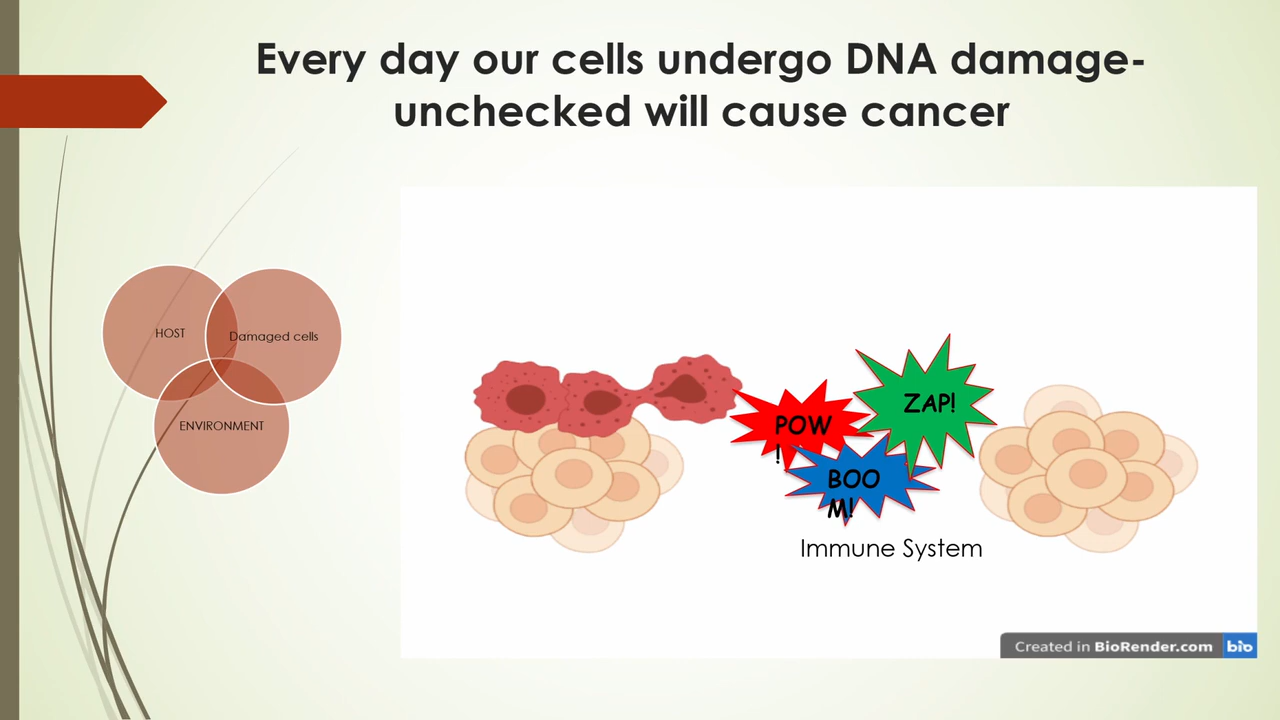 Every day our cells undergo DNA damage-
unchecked will cause cancer
HOST
Damaged cells
ENVIRONMENT
POW
!
ZAP!
BOO
M!
Immune System
Created in BioRender.com bio